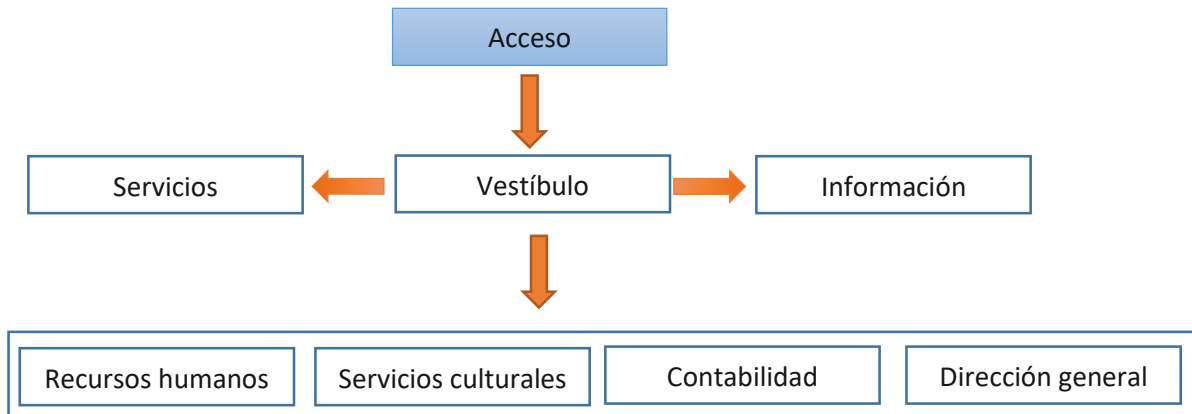 Acceso
Servicios
Vestíbulo
Información
Recursos humanos
Servicios culturales
Contabilidad
Dirección general